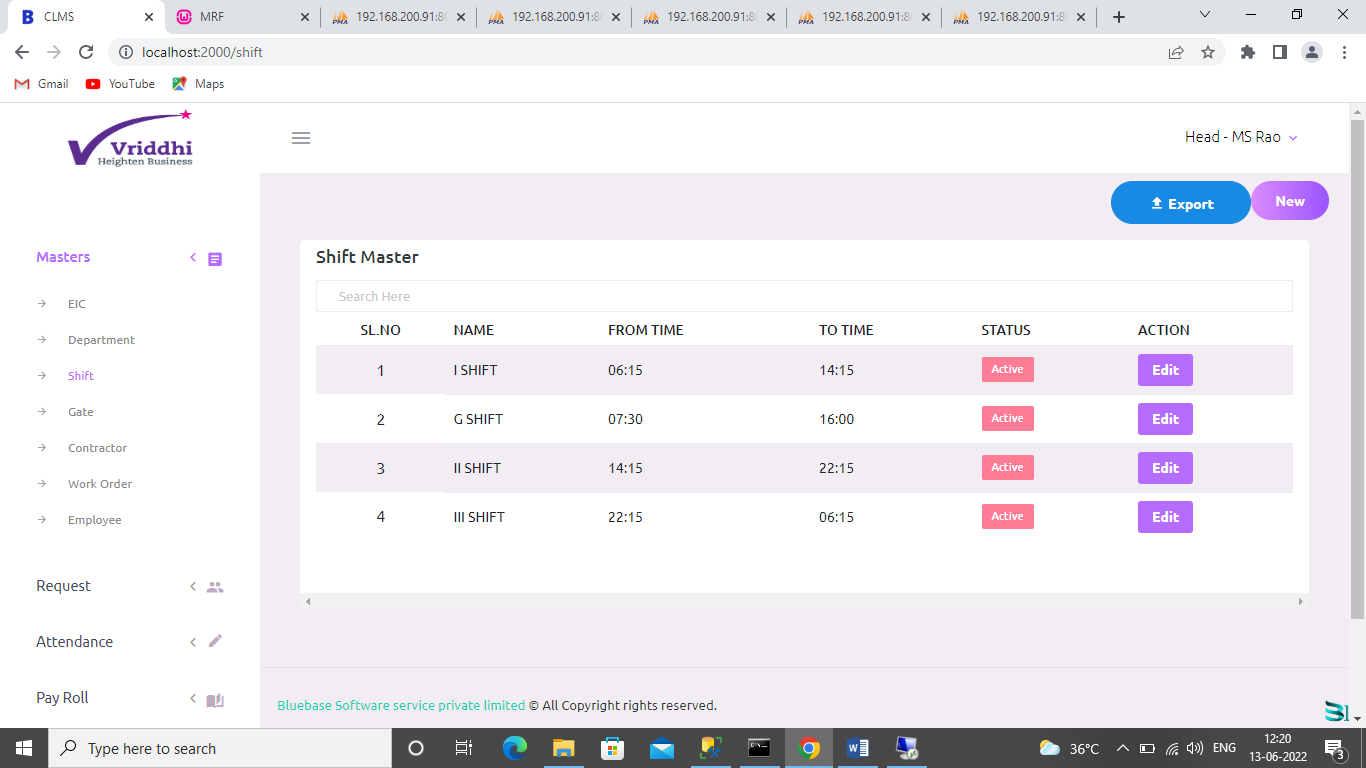 CLMS
MRF
192.168.200.91:80
192.168.200.91:80
192.168.200.91:80
192.168.200.91:80
192.168.200.91:80
localhost:2000/shift
Gmail
YouTube
Maps
Vriddhi
Heighten Business
Head - MS Rao
Export
New
Masters
EIC
Department
Shift
Gate
Contractor
Work Order
Employee
Request
Attendance
Pay Roll
Shift Master
Search Here
SL.NO NAME FROM TIME TO TIME STATUS ACTION
1 I SHIFT 06:15 14:15 Active Edit
2 G SHIFT 07:30 16:00 Active Edit
3 II SHIFT 14:15 22:15 Active Edit
4 III SHIFT 22:15 06:15 Active Edit
Bluebase Software service private limited © All Copyright rights reserved.
Type here to search
36°C
ENG
12:20
13-06-2022
3